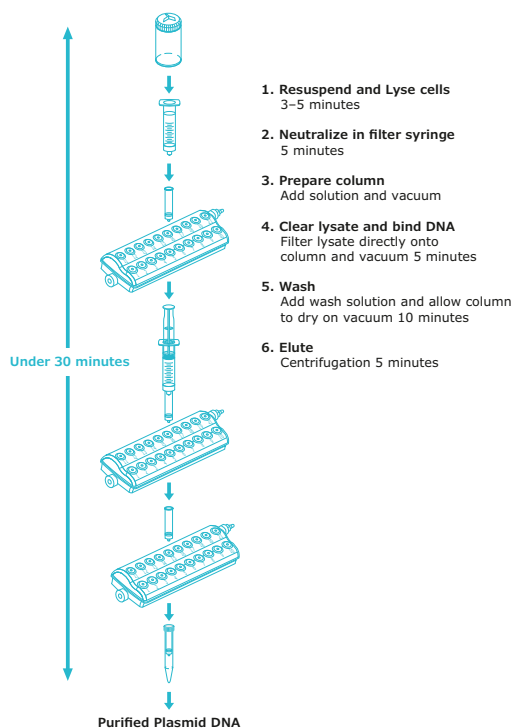 1. Resuspend and Lyse cells
3–5 minutes
2. Neutralize in filter syringe
5 minutes
3. Prepare column
Add solution and vacuum
4. Clear lysate and bind DNA
Filter lysate directly onto
column and vacuum 5 minutes
5. Wash
Add wash solution and allow column
to dry on vacuum 10 minutes
6. Elute
Centrifugation 5 minutes
Under 30 minutes
Purified Plasmid DNA